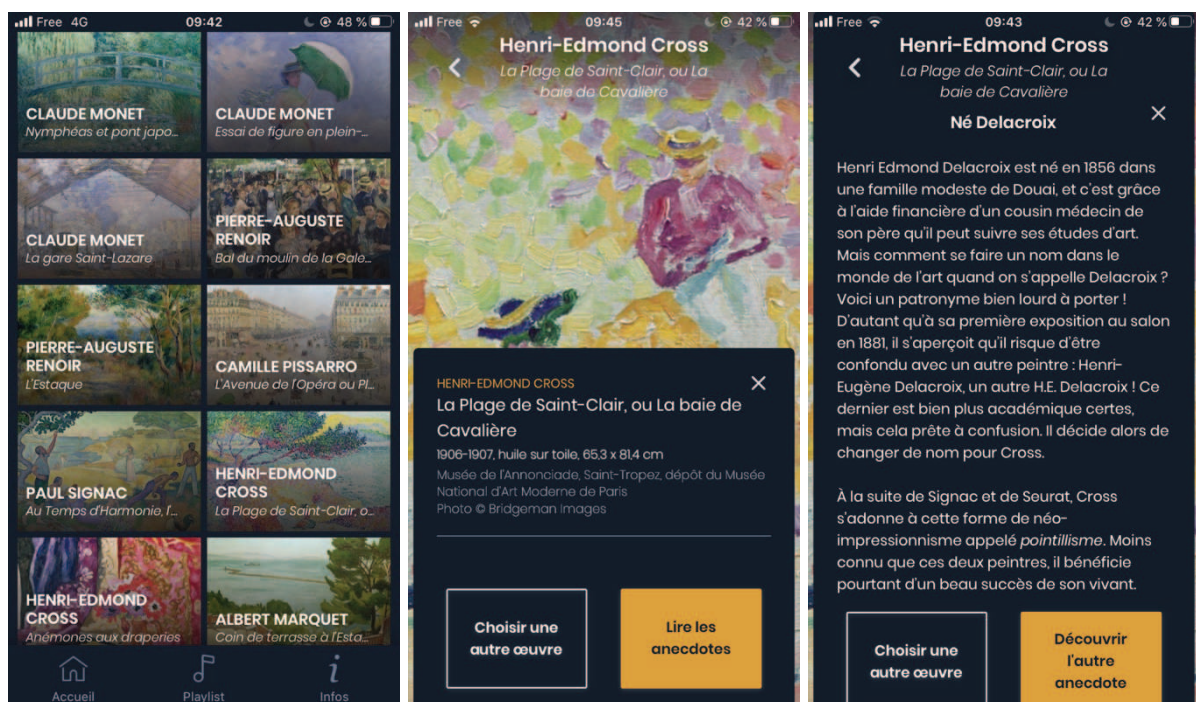 Free 4G 09:42 48 %
CLAUDE MONET
Nymphéas et pont japo...
CLAUDE MONET
Essai de figure en plein-...
CLAUDE MONET
La gare Saint-Lazare
PIERRE-AUGUSTE
RENOIR
Bal du moulin de la Gale...
PIERRE-AUGUSTE
RENOIR
L'Estaque
CAMILLE PISSARRO
L'Avenue de l'Opéra ou Pl...
PAUL SIGNAC
Au Temps d'Harmonie, l'...
HENRI-EDMOND
CROSS
La Plage de Saint-Clair, o...
HENRI-EDMOND
CROSS
Anémones aux draperies
ALBERT MARQUET
Coin de terrasse à l'Esta...
Accueil
Playlist
Infos
Free 09:45 42 %
Henri-Edmond Cross
La Plage de Saint-Clair, ou La
baie de Cavalière
HENRI-EDMOND CROSS
La Plage de Saint-Clair, ou La baie de
Cavalière
1906-1907, huile sur toile, 65,3 x 81,4 cm
Musée de l'Annonciade, Saint-Tropez, dépôt du Musée
National d'Art Moderne de Paris
Photo © Bridgeman Images
Choisir une
autre œuvre
Lire les
anecdotes
Free 09:43 42 %
Henri-Edmond Cross
La Plage de Saint-Clair, ou La
baie de Cavalière
Né Delacroix
Henri Edmond Delacroix est né en 1856 dans
une famille modeste de Douai, et c'est grâce
à l'aide financière d'un cousin médecin de
son père qu'il peut suivre ses études d'art.
Mais comment se faire un nom dans le
monde de l'art quand on s'appelle Delacroix ?
Voici un patronyme bien lourd à porter !
D'autant qu'à sa première exposition au salon
en 1881, il s'aperçoit qu'il risque d'être
confondu avec un autre peintre : Henri-
Eugène Delacroix, un autre H.E. Delacroix ! Ce
dernier est bien plus académique certes,
mais cela prête à confusion. Il décide alors de
changer de nom pour Cross.
À la suite de Signac et de Seurat, Cross
s'adonne à cette forme de néo-
impressionnisme appelé pointillisme. Moins
connu que ces deux peintres, il bénéficie
pourtant d'un beau succès de son vivant.
Choisir une
autre œuvre
Découvrir
l'autre
anecdote